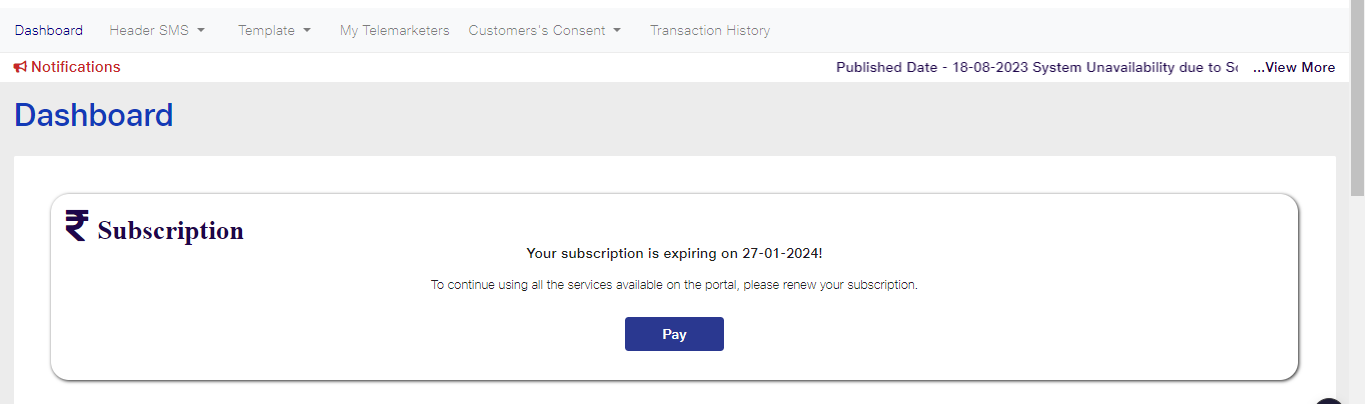 Dashboard Header SMS Template My Telemarketers Customers's Consent Transaction History
Notifications Published Date - 18-08-2023 System Unavailability due to ...View More
Dashboard
₹ Subscription
Your subscription is expiring on 27-01-2024!
To continue using all the services available on the portal, please renew your subscription.
Pay